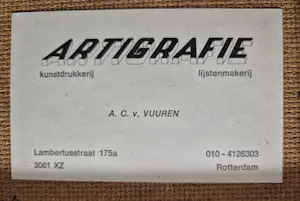 ARTIGRAFIE
kunstdrukkerij lijstenmakerij
A. C. v. VUUREN
Lambertusstraat 175a 010 - 4126303
3061 XZ Rotterdam